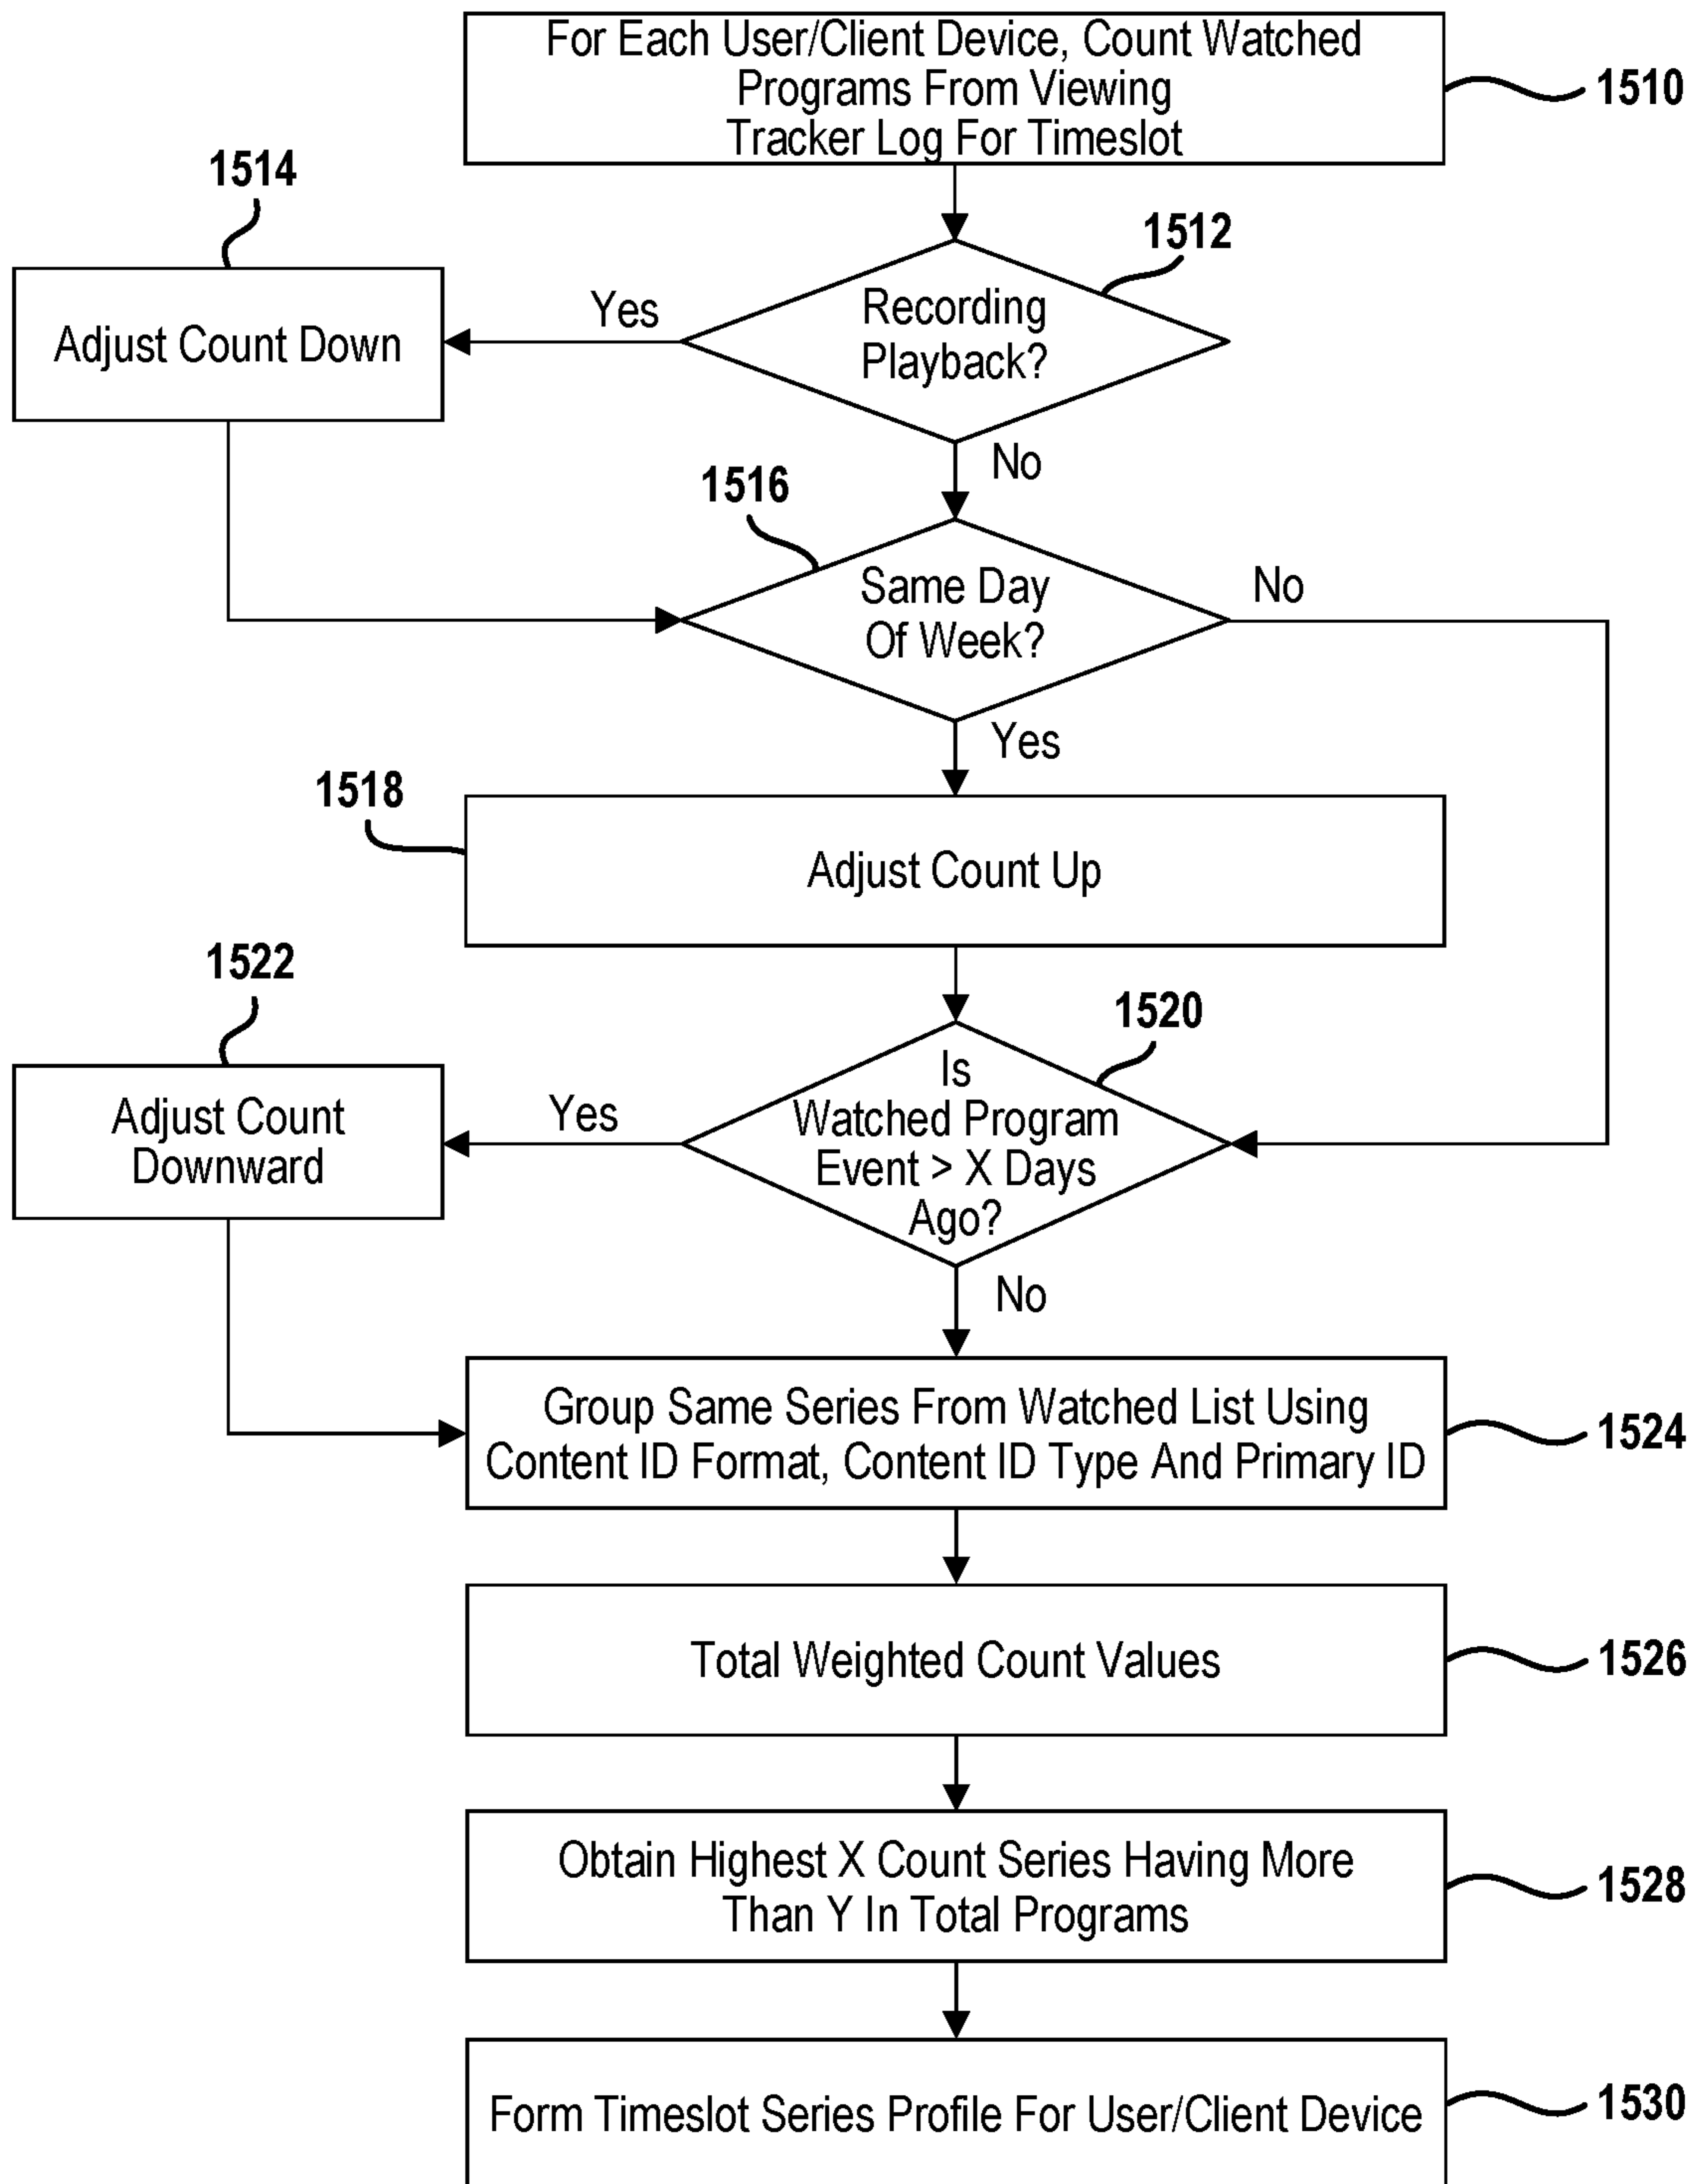 For Each User/Client Device, Count Watched
Programs From Viewing
Tracker Log For Timeslot
1510
1514
1512
Adjust Count Down
Yes
Recording
Playback?
No
1516
Same Day
Of Week?
No
Yes
1518
Adjust Count Up
1522
1520
Adjust Count
Downward
Yes
Is
Watched Program
Event > X Days
Ago?
No
Group Same Series From Watched List Using
Content ID Format, Content ID Type And Primary ID
1524
Total Weighted Count Values
1526
Obtain Highest X Count Series Having More
Than Y In Total Programs
1528
Form Timeslot Series Profile For User/Client Device
1530